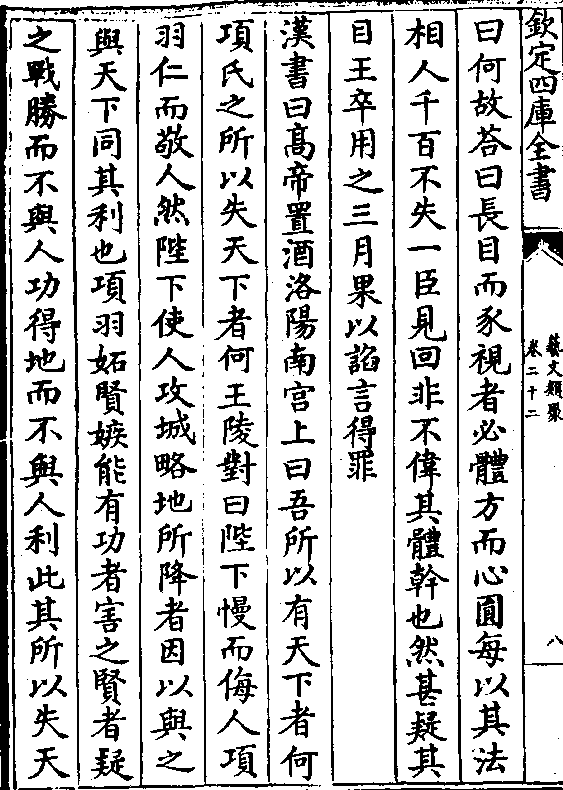 欽定四庫全書
藝文類聚
卷二十二
八
曰何故荅曰長目而豕視者必體方而心圓每以其法
相人千百不失一臣見回非不偉其體幹也然甚疑其
目王卒用之三月果以諂言得罪
漢書曰髙帝置酒洛陽南宫上曰吾所以有天下者何
項氏之所以失天下者何王陵對曰陛下慢而侮人項
羽仁而敬人然陛下使人攻城略地所降者因以與之
與天下同其利也項羽妬賢嫉能有功者害之賢者疑
之戰勝而不與人功得地而不與人利此其所以失天